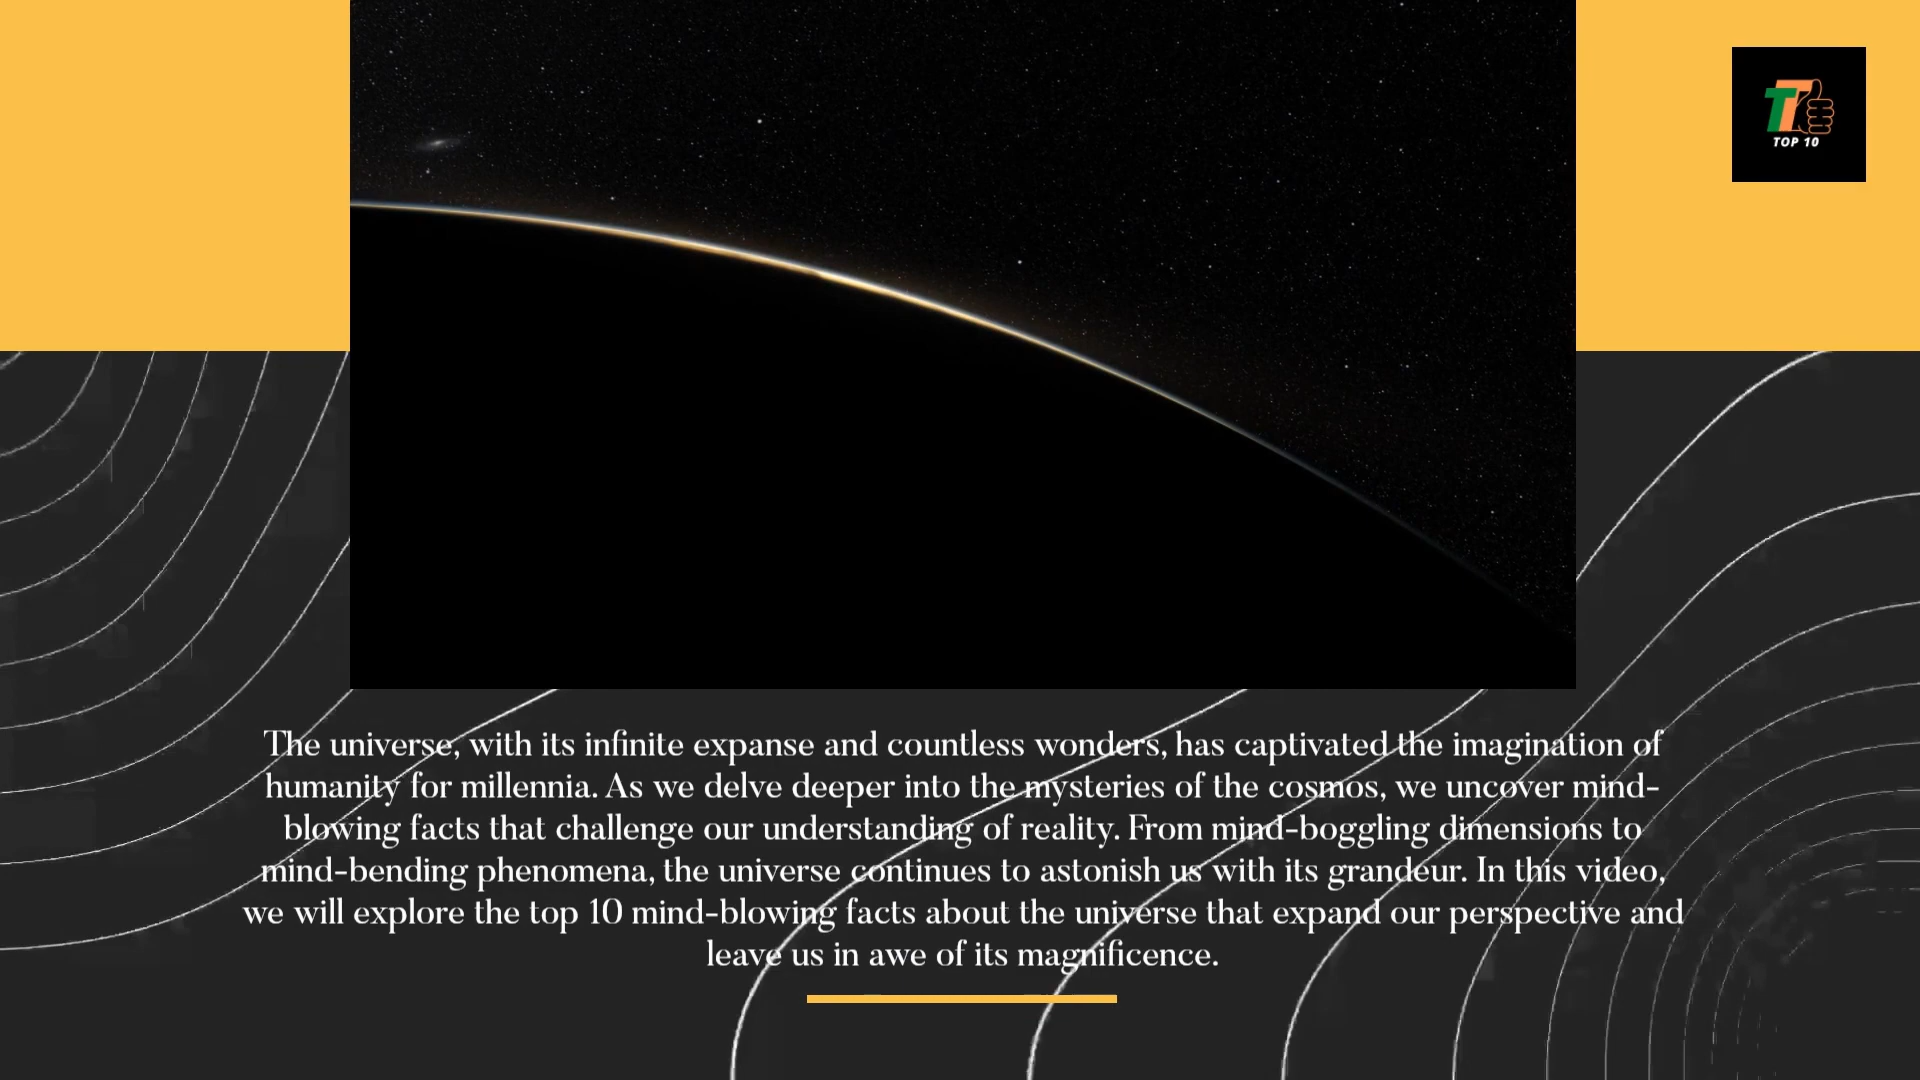 TT
TOP 10
The universe, with its infinite expanse and countless wonders, has captivated the imagination of
humanity for millennia. As we delve deeper into the mysteries of the cosmos, we uncover mind-
blowing facts that challenge our understanding of reality. From mind-boggling dimensions to
mind-bending phenomena, the universe continues to astonish us with its grandeur. In this video,
we will explore the top 10 mind-blowing facts about the universe that expand our perspective and
leave us in awe of its magnificence.